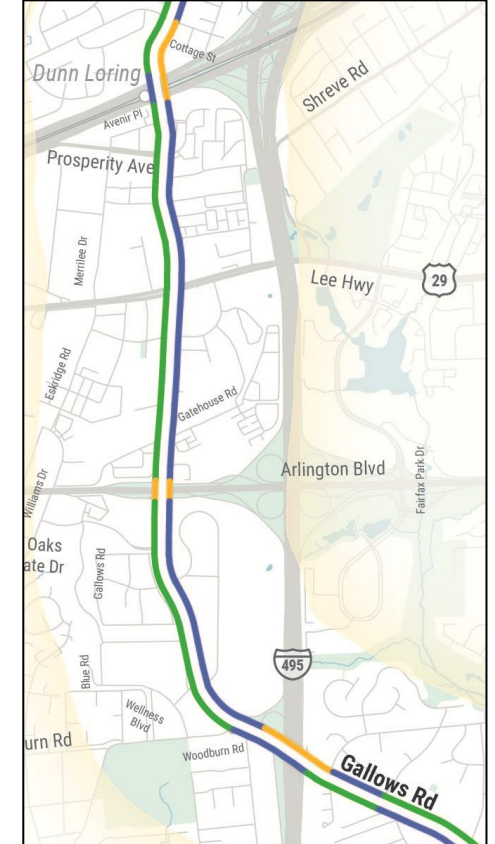 Cottage St
Dunn Loring
Shreve Rd
Avenir Pl
Prosperity Ave
Merrilee Dr
Lee Hwy
29
Eskridge Rd
Gatehouse Rd
Arlington Blvd
Fairfax Park Dr
Williams Dr
Oaks
ate Dr
Gallows Rd
Blue Rd
495
Wellness
Blvd
urn Rd
Woodburn Rd
Gallows Rd